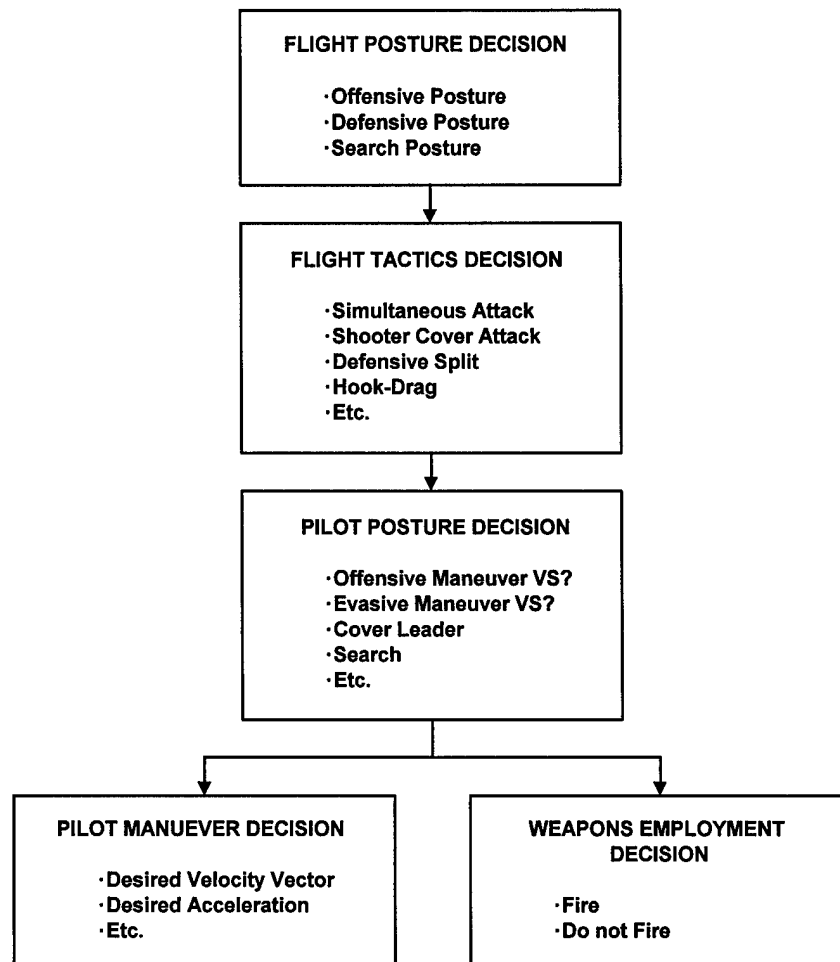 FLIGHT POSTURE DECISION
·Offensive Posture
·Defensive Posture
·Search Posture
FLIGHT TACTICS DECISION
·Simultaneous Attack
·Shooter Cover Attack
·Defensive Split
·Hook-Drag
·Etc.
PILOT POSTURE DECISION
·Offensive Maneuver VS?
·Evasive Maneuver VS?
·Cover Leader
·Search
·Etc.
PILOT MANUEVER DECISION
·Desired Velocity Vector
·Desired Acceleration
·Etc.
WEAPONS EMPLOYMENT
DECISION
·Fire
·Do not Fire